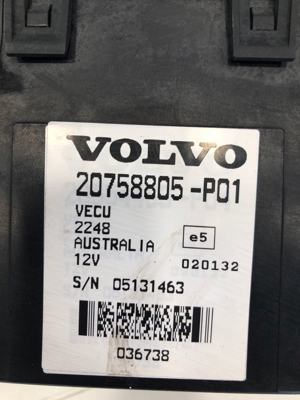 VOLVO
20758805-P01
VECU
2248
AUSTRALIA e5
12V 020132
S/N 05131463
036738